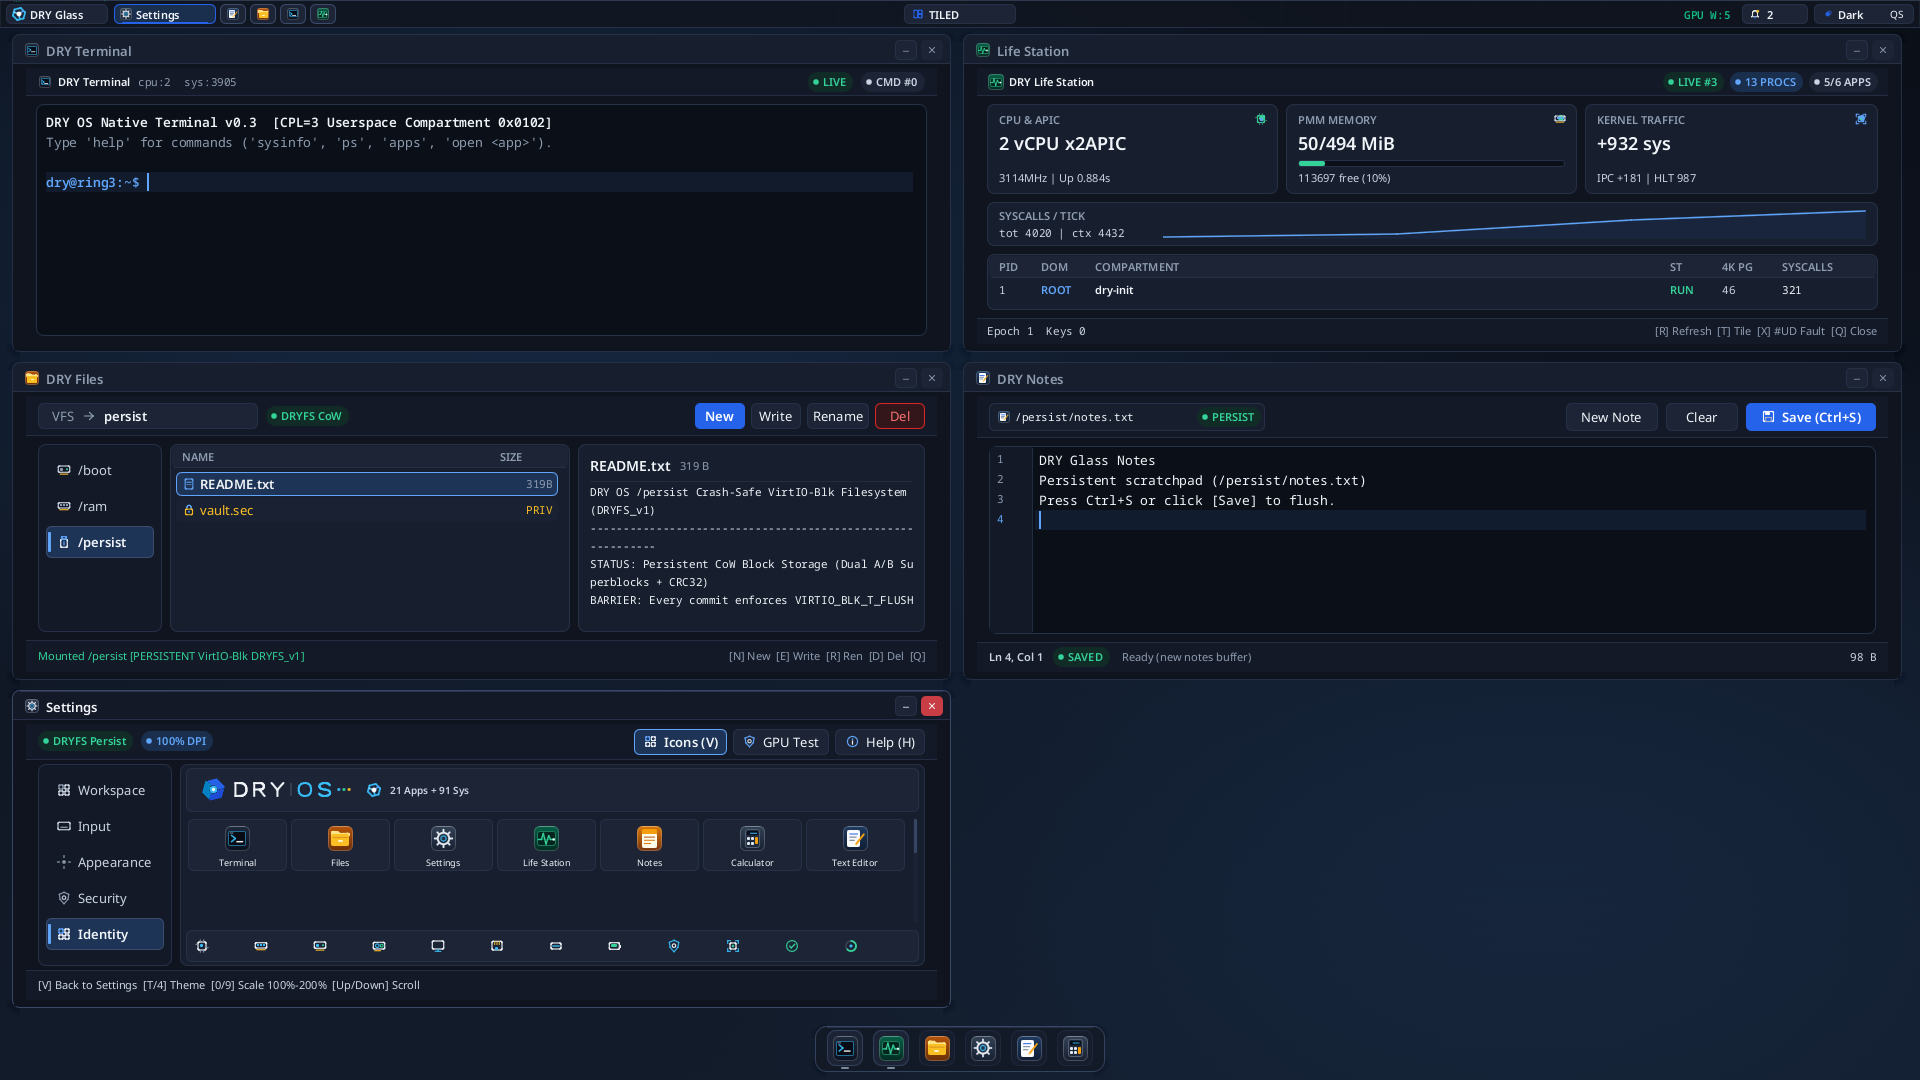 DRY Glass
Settings
TILED
GPU W:5
2
Dark
QS
DRY Terminal
DRY Terminal cpu:2 sys:3905
LIVE
CMD #0
DRY OS Native Terminal v0.3 [CPL=3 Userspace Compartment 0x0102]
Type 'help' for commands ('sysinfo', 'ps', 'apps', 'open <app>').
dry@ring3:~$
Life Station
DRY Life Station
LIVE #3
13 PROCS
5/6 APPS
CPU & APIC
2 vCPU x2APIC
3114MHz | Up 0.884s
PMM MEMORY
50/494 MiB
113697 free (10%)
KERNEL TRAFFIC
+932 sys
IPC +181 | HLT 987
SYSCALLS / TICK
tot 4020 | ctx 4432
PID DOM COMPARTMENT ST 4K PG SYSCALLS
1 ROOT dry-init RUN 46 321
Epoch 1 Keys 0
[R] Refresh [T] Tile [X] #UD Fault [Q] Close
DRY Files
VFS → persist
DRYFS CoW
New
Write
Rename
Del
/boot
/ram
/persist
NAME SIZE
README.txt 319B
vault.sec PRIV
README.txt 319 B
DRY OS /persist Crash-Safe VirtIO-Blk Filesystem
(DRYFS_v1)
-------------------------------------------------
----------
STATUS: Persistent CoW Block Storage (Dual A/B Su
perblocks + CRC32)
BARRIER: Every commit enforces VIRTIO_BLK_T_FLUSH
Mounted /persist [PERSISTENT VirtIO-Blk DRYFS_v1]
[N] New [E] Write [R] Ren [D] Del [Q]
DRY Notes
/persist/notes.txt
PERSIST
New Note
Clear
Save (Ctrl+S)
1 DRY Glass Notes
2 Persistent scratchpad (/persist/notes.txt)
3 Press Ctrl+S or click [Save] to flush.
4
Ln 4, Col 1
SAVED
Ready (new notes buffer)
98 B
Settings
DRYFS Persist
100% DPI
Icons (V)
GPU Test
Help (H)
Workspace
Input
Appearance
Security
Identity
DRY|OS
21 Apps + 91 Sys
Terminal
Files
Settings
Life Station
Notes
Calculator
Text Editor
[V] Back to Settings [T/4] Theme [0/9] Scale 100%-200% [Up/Down] Scroll